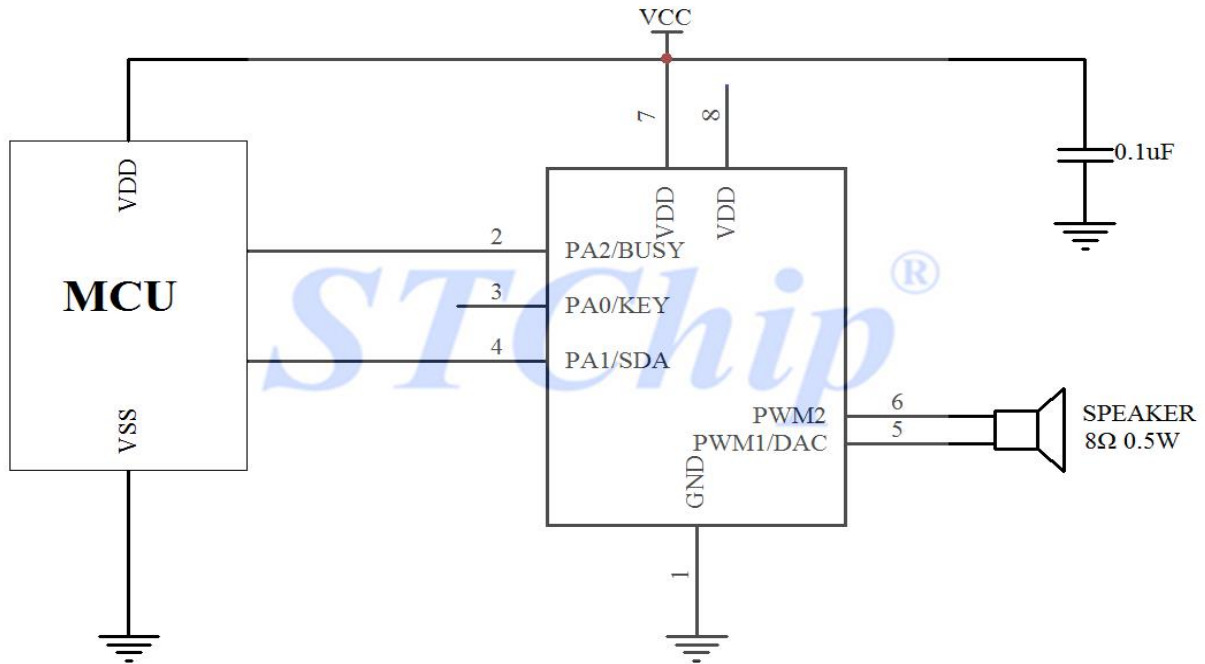 VCC
7
8
0.1uF
VDD
VDD
VDD
MCU
2
PA2/BUSY
3
PA0/KEY
4
PA1/SDA
STChip®
VSS
PWM2
6
PWM1/DAC
5
SPEAKER
8Ω 0.5W
GND
1